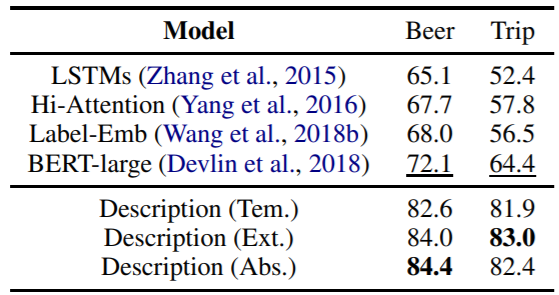 Model Beer Trip
LSTMs (Zhang et al., 2015) 65.1 52.4
Hi-Attention (Yang et al., 2016) 67.7 57.8
Label-Emb (Wang et al., 2018b) 68.0 56.5
BERT-large (Devlin et al., 2018) 72.1 64.4
Description (Tem.) 82.6 81.9
Description (Ext.) 84.0 83.0
Description (Abs.) 84.4 82.4